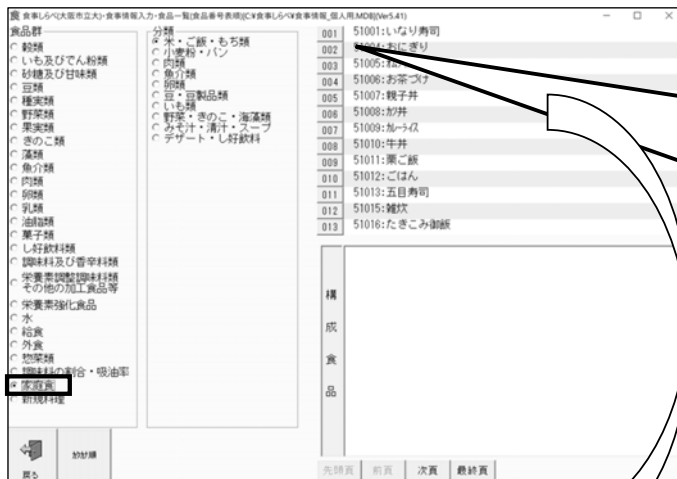 食事しらべ(大阪市立大)-食事情報入力-食品一覧(食品番号表順)[C:¥食事しらべ¥食事情報_個人用.MDB](Ver5.41)
食品群
穀類
いも及びでん粉類
砂糖及び甘味類
豆類
種実類
野菜類
果実類
きのこ類
藻類
魚介類
肉類
卵類
乳類
油脂類
菓子類
し好飲料類
調味料及び香辛料類
栄養素調整調味料類
その他の加工食品等
栄養素強化食品
水
給食
外食
惣菜類
調味料の割合・吸油率
家庭食
新規料理
分類
米・ご飯・もち類
小麦粉・パン
肉類
魚介類
卵類
豆・豆製品類
いも類
野菜・きのこ・海藻類
みそ汁・清汁・スープ
デザート・し好飲料
001 51001:いなり寿司
002 51004:おにぎり
003 51005:
004 51006:お茶づけ
005 51007:親子丼
006 51008:カツ丼
007 51009:カレーライス
008 51010:牛丼
009 51011:栗ご飯
010 51012:ごはん
011 51013:五目寿司
012 51015:雑炊
013 51016:たきこみ御飯
構成食品
戻る
カナ順
先頭頁 前頁 次頁 最終頁